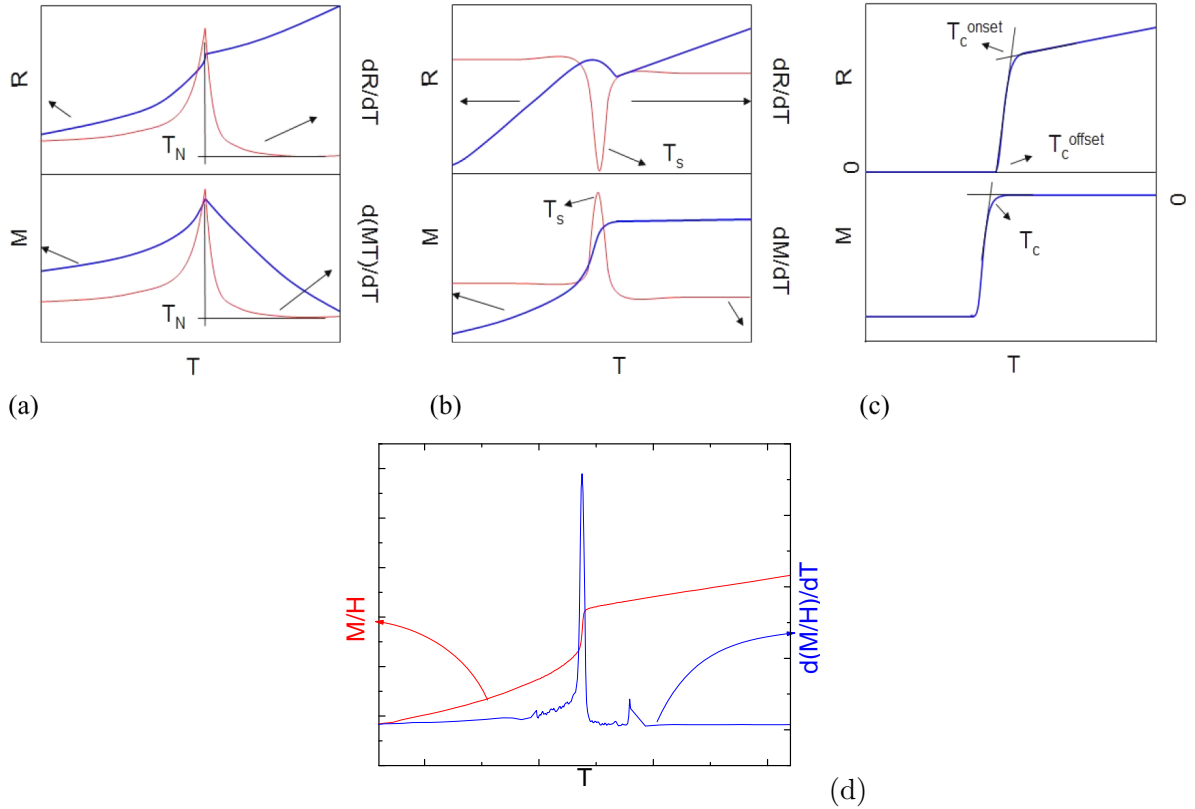 R
dR/dT
T_N
M
d(MT)/dT
T_N
T
(a)
R
dR/dT
T_s
M
dM/dT
T_s
T
(b)
R
0
T_c^onset
T_c^offset
M
0
T_c
T
(c)
M/H
d(M/H)/dT
T
(d)